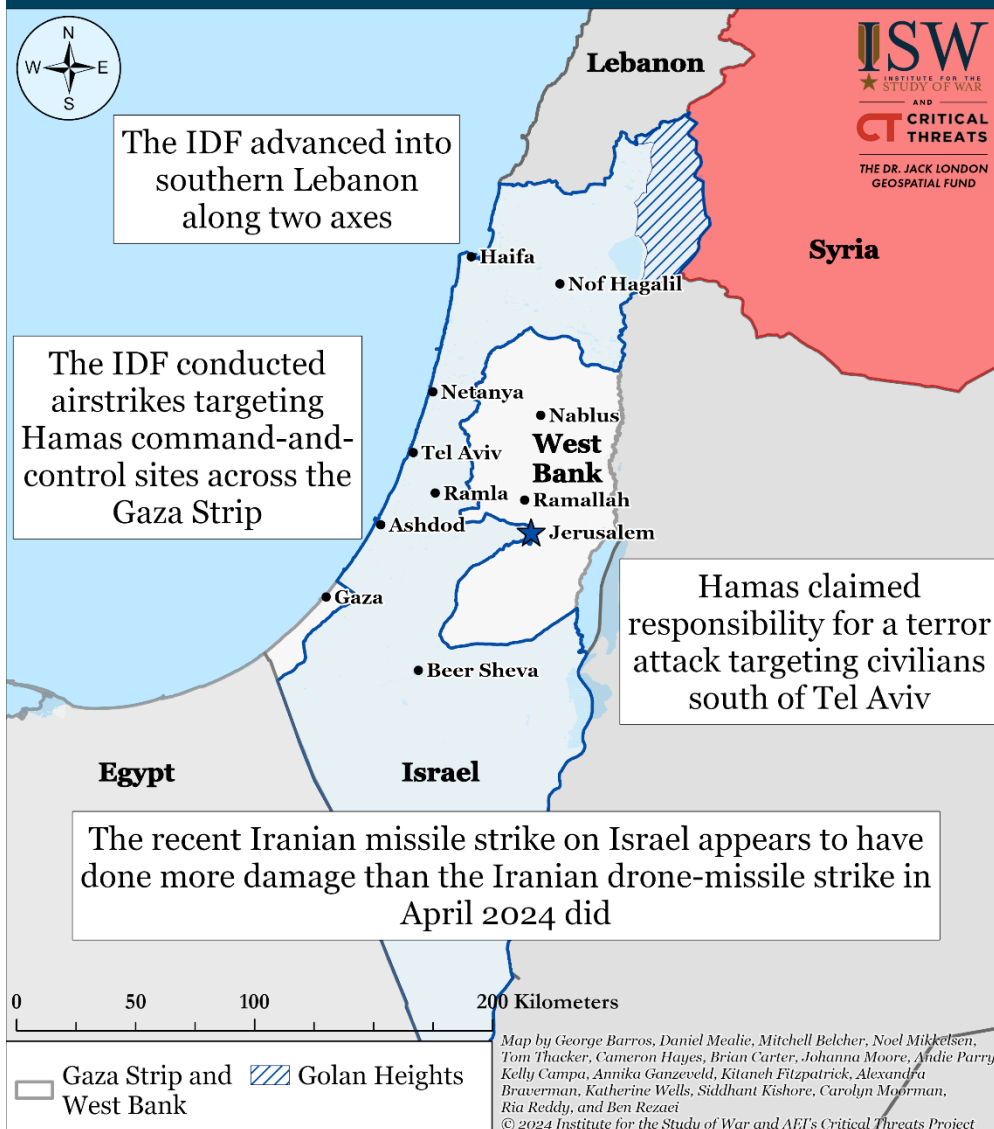 N
W
E
S
Lebanon
ISW
INSTITUTE FOR THE
STUDY OF WAR
AND
CT CRITICAL
THREATS
THE DR. JACK LONDON
GEOSPATIAL FUND
The IDF advanced into
southern Lebanon
along two axes
Syria
Haifa
Nof Hagalil
The IDF conducted
airstrikes targeting
Hamas command-and-
control sites across the
Gaza Strip
Netanya
Nablus
West
Bank
Tel Aviv
Ramla
Ramallah
Ashdod
Jerusalem
Gaza
Hamas claimed
responsibility for a terror
attack targeting civilians
south of Tel Aviv
Beer Sheva
Egypt
Israel
The recent Iranian missile strike on Israel appears to have
done more damage than the Iranian drone-missile strike in
April 2024 did
0 50 100 200 Kilometers
Gaza Strip and
West Bank
Golan Heights
Map by George Barros, Daniel Mealie, Mitchell Belcher, Noel Mikkelsen,
Tom Thacker, Cameron Hayes, Brian Carter, Johanna Moore, Andie Parry,
Kelly Campa, Annika Ganzeveld, Kitaneh Fitzpatrick, Alexandra
Braverman, Katherine Wells, Siddhant Kishore, Carolyn Moorman,
Ria Reddy, and Ben Rezaei
© 2024 Institute for the Study of War and AEI's Critical Threats Project